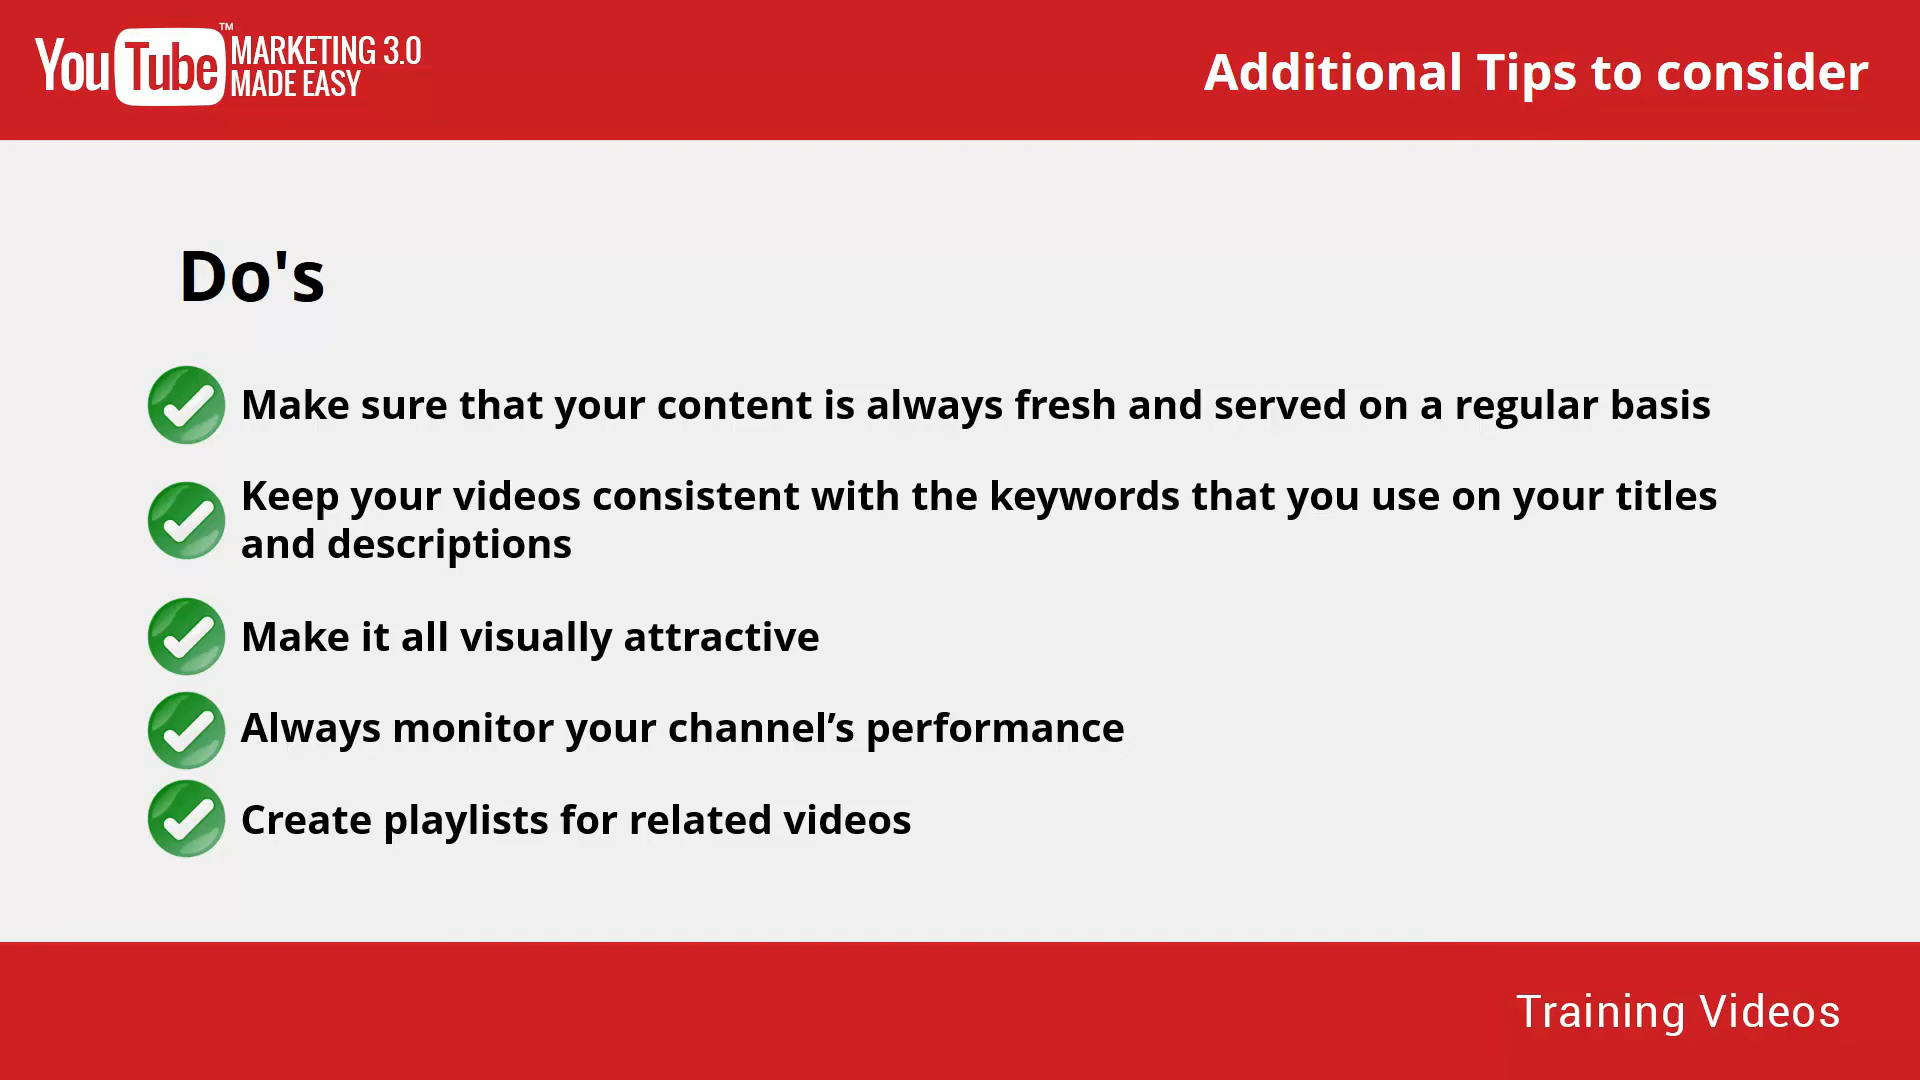 YouTube™ MARKETING 3.0
MADE EASY
Additional Tips to consider
Do's
Make sure that your content is always fresh and served on a regular basis
Keep your videos consistent with the keywords that you use on your titles
and descriptions
Make it all visually attractive
Always monitor your channel’s performance
Create playlists for related videos
Training Videos